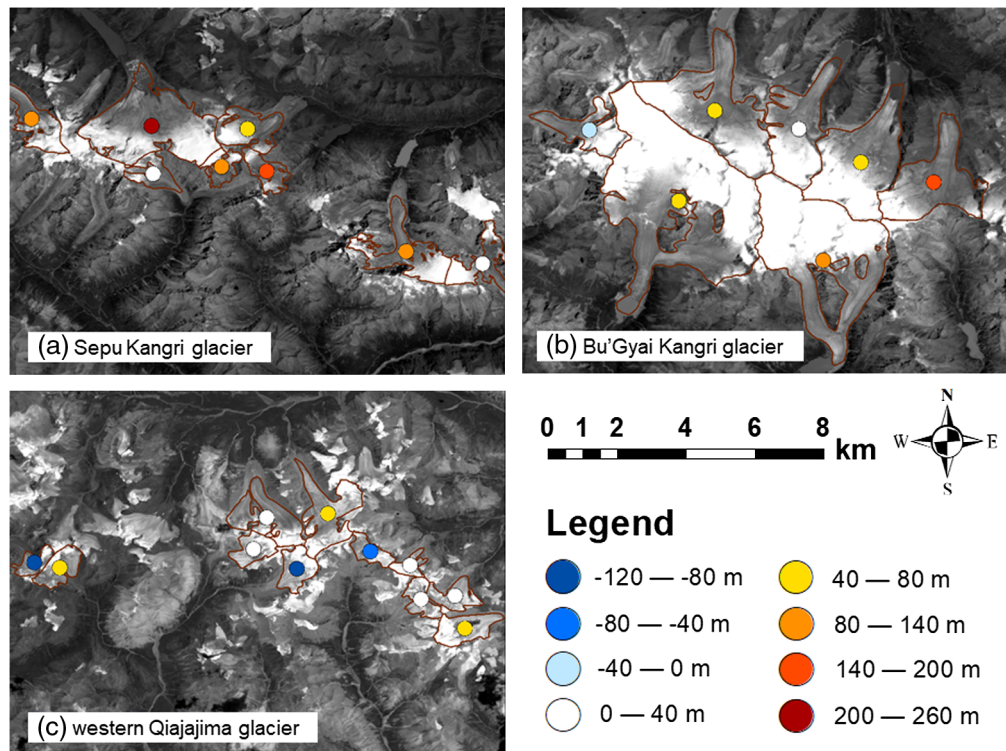 (a) Sepu Kangri glacier
(b) Bu'Gyai Kangri glacier
(c) western Qiajajima glacier
0 1 2 4 6 8
km
N
W E
S
Legend
-120 — -80 m
-80 — -40 m
-40 — 0 m
0 — 40 m
40 — 80 m
80 — 140 m
140 — 200 m
200 — 260 m